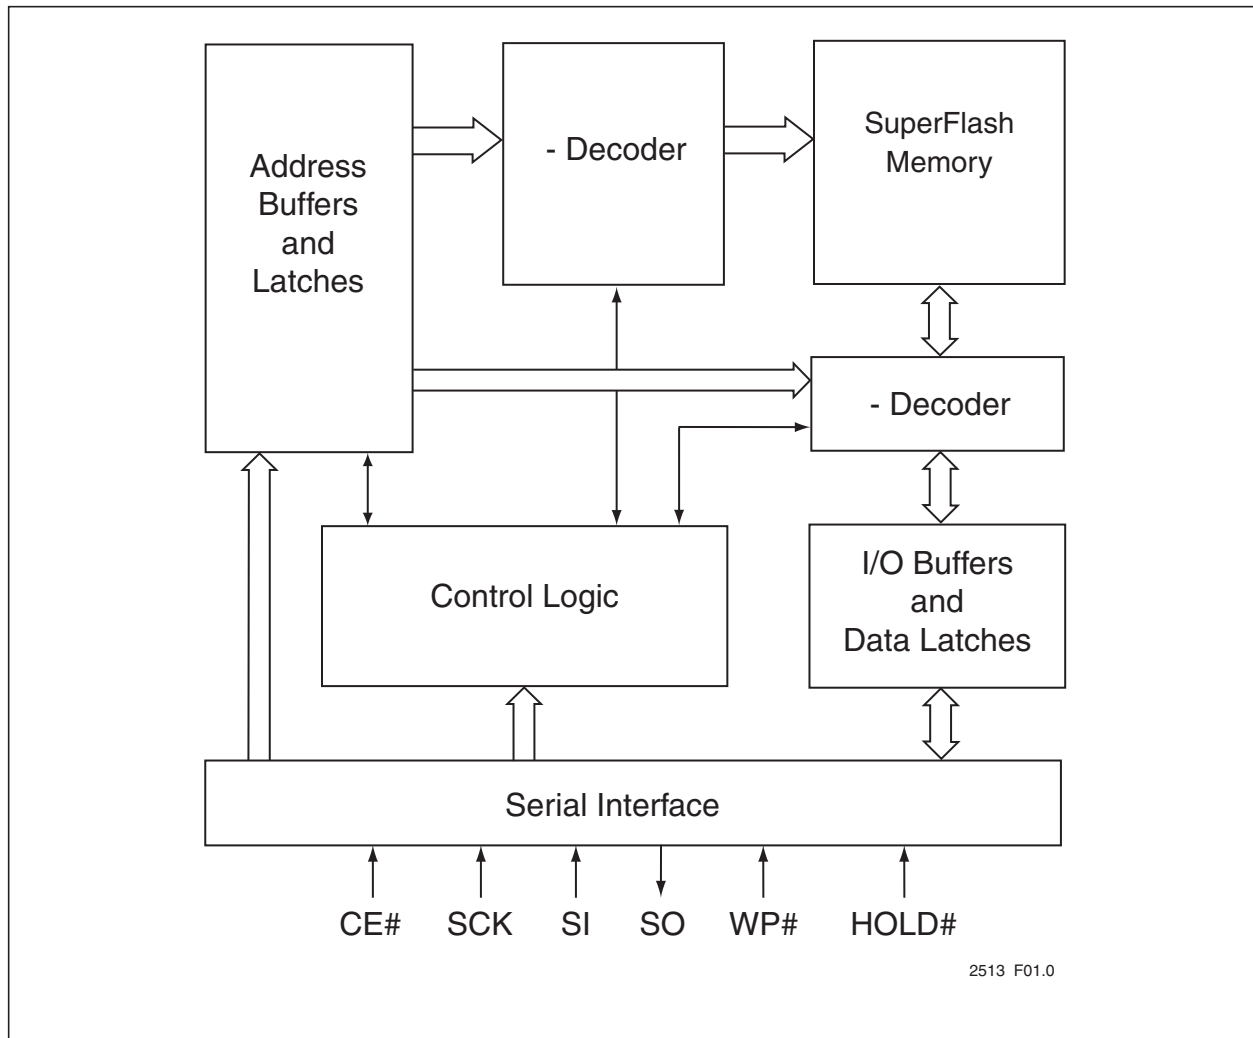 Address
Buffers
and
Latches
- Decoder
SuperFlash
Memory
- Decoder
Control Logic
I/O Buffers
and
Data Latches
Serial Interface
CE# SCK SI SO WP# HOLD#
2513 F01.0